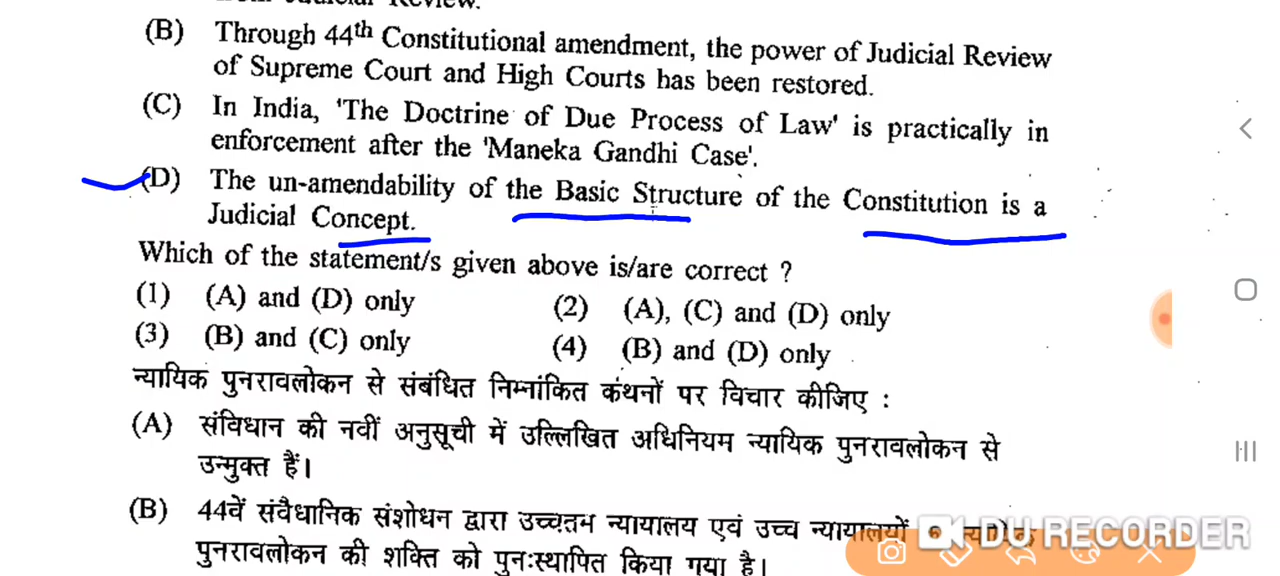 from Judicial Review.
(B) Through 44th Constitutional amendment, the power of Judicial Review
of Supreme Court and High Courts has been restored.
(C) In India, 'The Doctrine of Due Process of Law' is practically in
enforcement after the 'Maneka Gandhi Case'.
(D) The un-amendability of the Basic Structure of the Constitution is a
Judicial Concept.
Which of the statement/s given above is/are correct ?
(1) (A) and (D) only (2) (A), (C) and (D) only
(3) (B) and (C) only (4) (B) and (D) only
न्यायिक पुनरावलोकन से संबंधित निम्नांकित कथनों पर विचार कीजिए :
(A) संविधान की नवीं अनुसूची में उल्लिखित अधिनियम न्यायिक पुनरावलोकन से
उन्मुक्त हैं।
(B) 44वें संवैधानिक संशोधन द्वारा उच्चतम न्यायालय एवं उच्च न्यायालयों
पुनरावलोकन की शक्ति को पुनःस्थापित किया गया है।
DU RECORDER